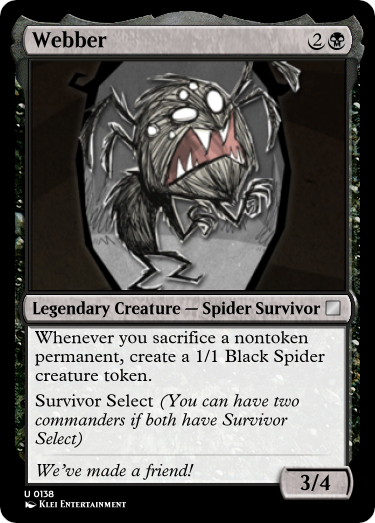 Webber 2
Legendary Creature — Spider Survivor
Whenever you sacrifice a nontoken
permanent, create a 1/1 Black Spider
creature token.
Survivor Select (You can have two
commanders if both have Survivor
Select)
We've made a friend!
3/4
U 0138
Klei Entertainment